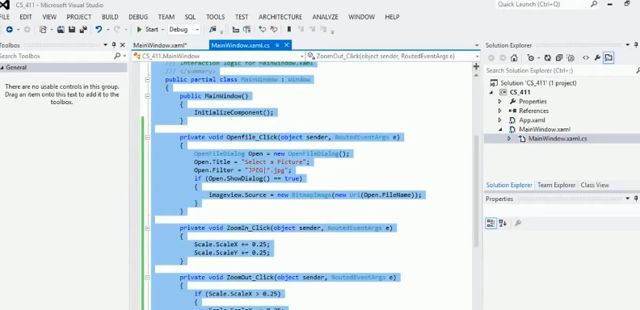 CS_411 - Microsoft Visual Studio
Quick Launch (Ctrl+Q)
EDIT VIEW PROJECT BUILD DEBUG TEAM SQL TOOLS TEST ARCHITECTURE ANALYZE WINDOW HELP
Start Debug
Toolbox
Search Toolbox
General
There are no usable controls in this group.
Drag an item onto this text to add it to the
toolbox.
MainWindow.xaml* MainWindow.xaml.cs
CS_411.MainWindow
ZoomOut_Click(object sender, RoutedEventArgs e)
/// Interaction logic for MainWindow.xaml
/// </summary>
public partial class MainWindow : Window
{
public MainWindow()
{
InitializeComponent();
}
private void Openfile_Click(object sender, RoutedEventArgs e)
{
OpenFileDialog Open = new OpenFileDialog();
Open.Title = "Select a Picture";
Open.Filter = "JPEG|*.jpg";
if (Open.ShowDialog() == true)
{
imageview.Source = new BitmapImage(new Uri(Open.FileName));
}
}
private void ZoomIn_Click(object sender, RoutedEventArgs e)
{
Scale.ScaleX += 0.25;
Scale.ScaleY += 0.25;
}
private void ZoomOut_Click(object sender, RoutedEventArgs e)
{
if (Scale.ScaleX > 0.25)
{
Solution Explorer
Search Solution Explorer (Ctrl+;)
Solution 'CS_411' (1 project)
CS_411
Properties
References
App.xaml
MainWindow.xaml
MainWindow.xaml.cs
Solution Explorer Team Explorer Class View
Properties